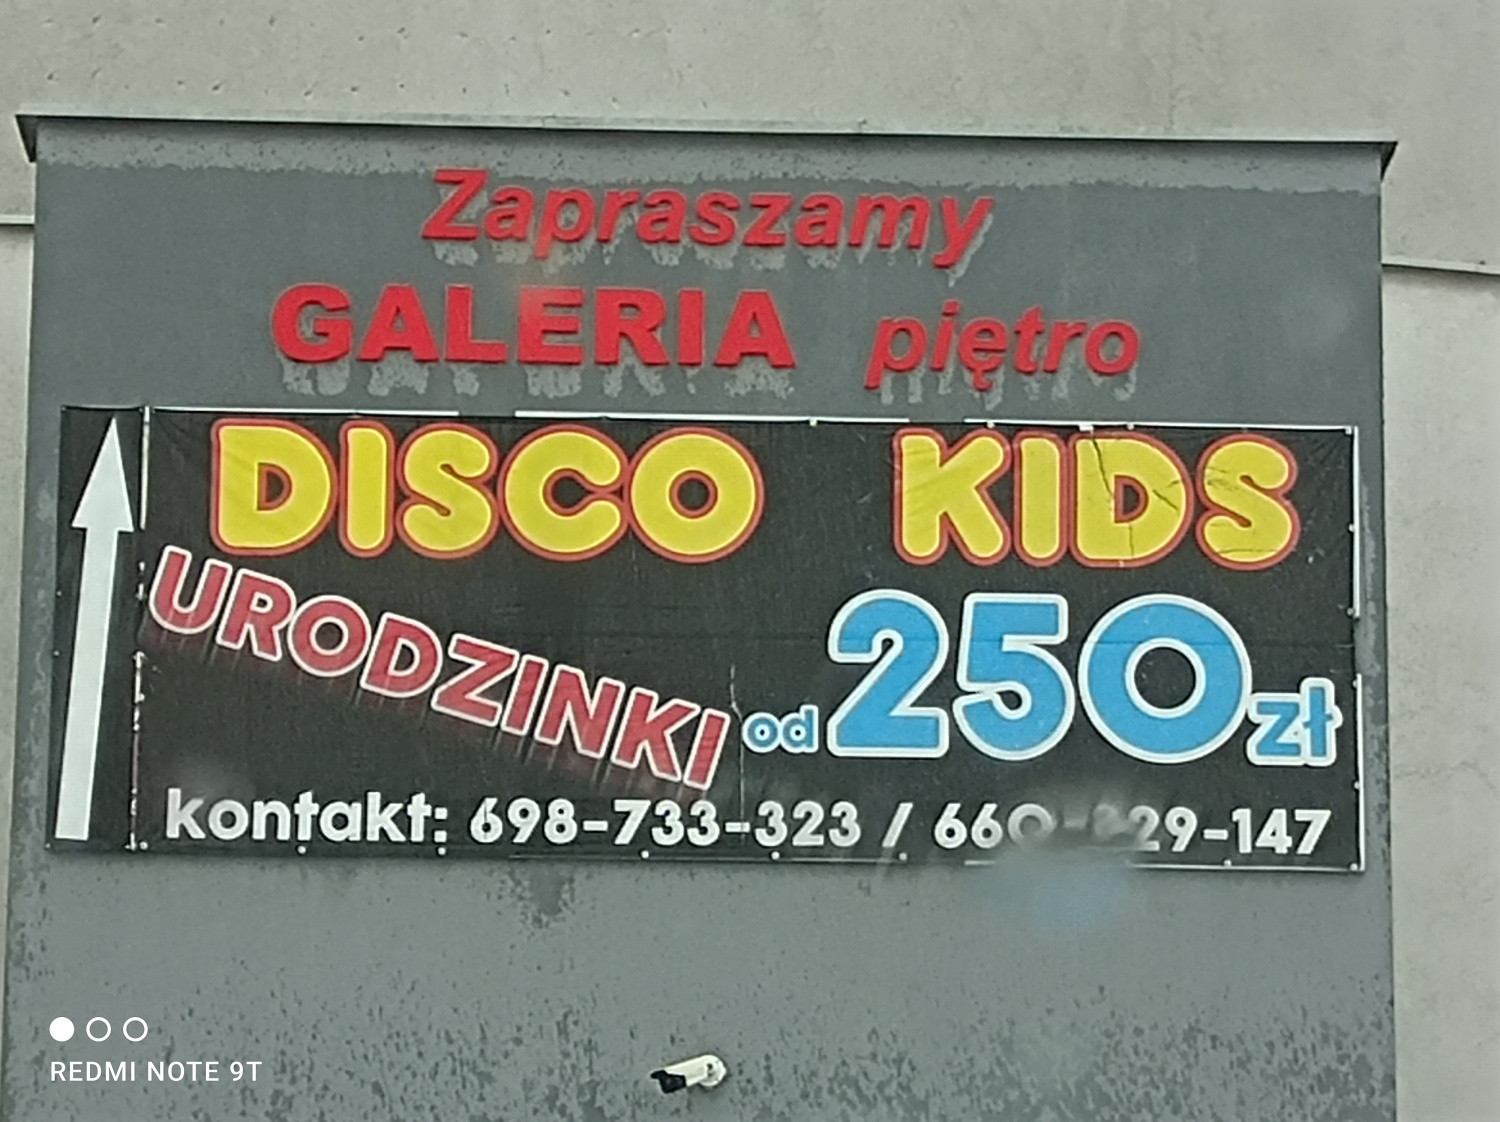 Zapraszamy
GALERIA piętro
DISCO KIDS
URODZINKI od 250 zł
kontakt: 698-733-323 /
REDMI NOTE 9T